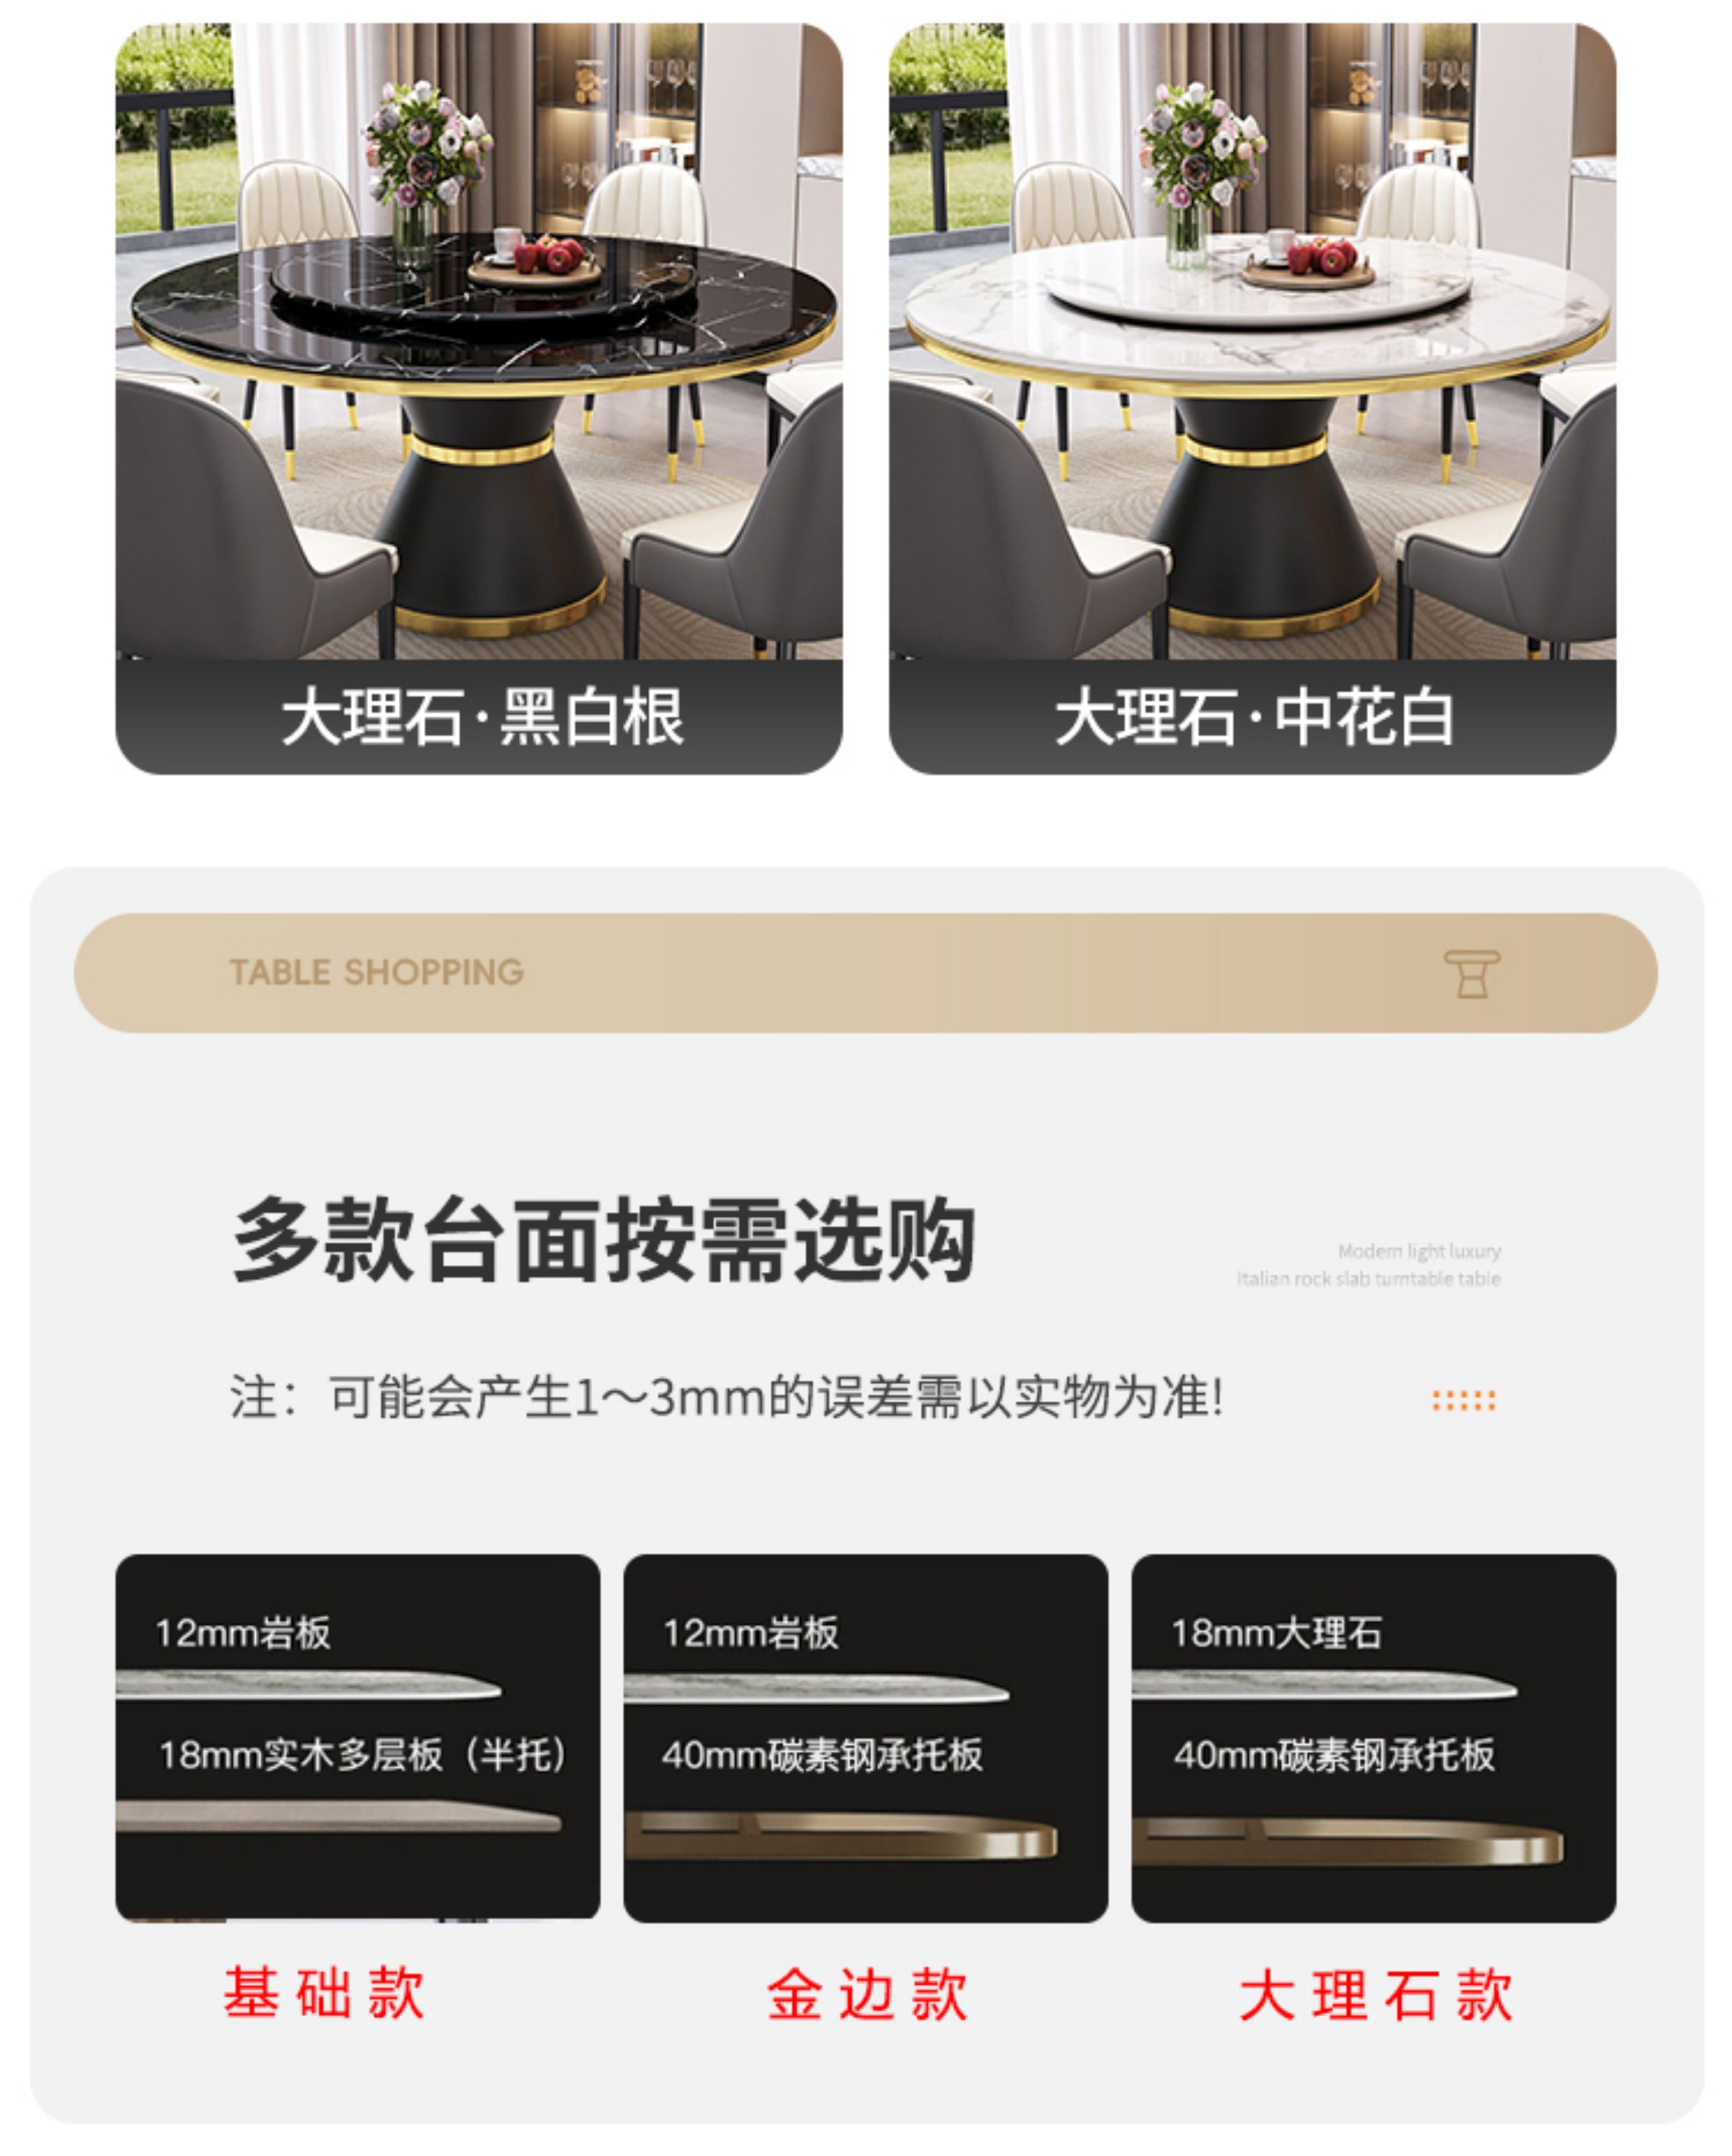 大理石·黑白根
大理石·中花白
TABLE SHOPPING
多款台面按需选购
Modern light luxury
Italian rock slab turntable table
注：可能会产生1～3mm的误差需以实物为准!
12mm岩板
18mm实木多层板（半托）
12mm岩板
40mm碳素钢承托板
18mm大理石
40mm碳素钢承托板
基础款
金边款
大理石款